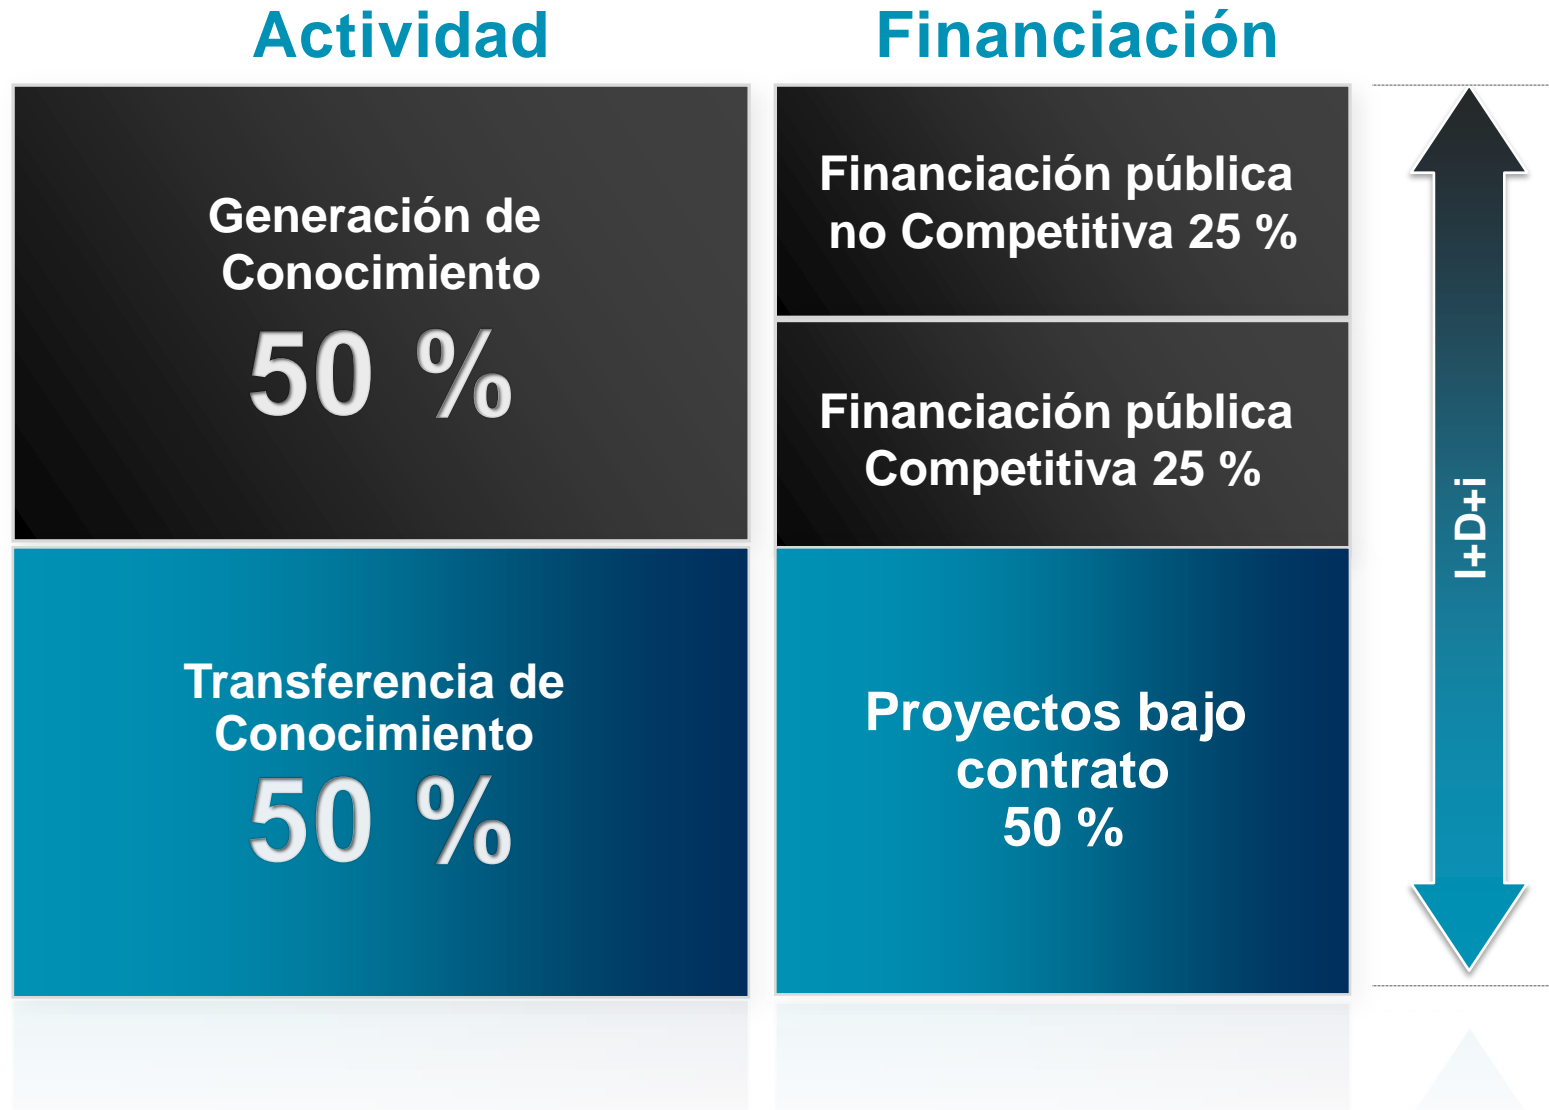 Actividad
Financiación
Generación de
Conocimiento
50 %
Transferencia de
Conocimiento
50 %
Financiación pública
no Competitiva 25 %
Financiación pública
Competitiva 25 %
Proyectos bajo
contrato
50 %
I+D+i